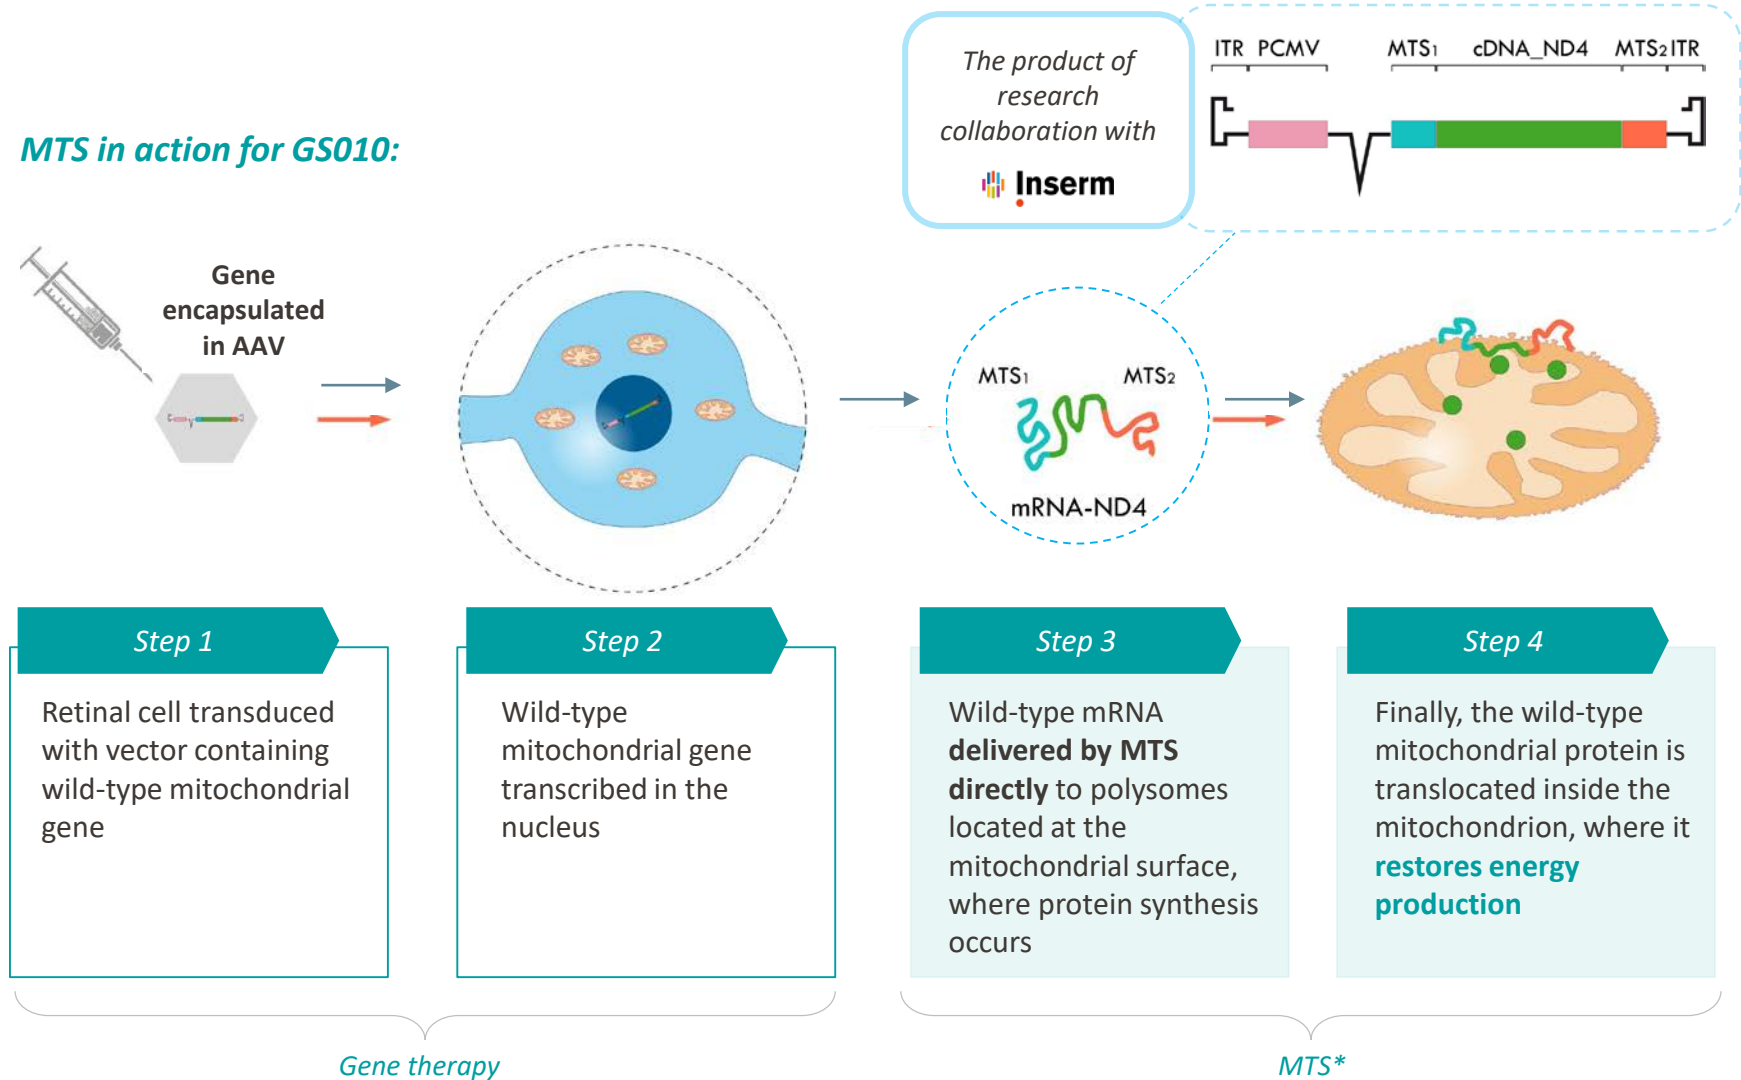 MTS in action for GS010:
The product of
research
collaboration with
Inserm
ITR PCMV MTS1 cDNA_ND4 MTS2 ITR
Gene
encapsulated
in AAV
MTS1 MTS2
mRNA-ND4
Step 1
Retinal cell transduced
with vector containing
wild-type mitochondrial
gene
Step 2
Wild-type
mitochondrial gene
transcribed in the
nucleus
Step 3
Wild-type mRNA
delivered by MTS
directly to polysomes
located at the
mitochondrial surface,
where protein synthesis
occurs
Step 4
Finally, the wild-type
mitochondrial protein is
translocated inside the
mitochondrion, where it
restores energy
production
Gene therapy
MTS*